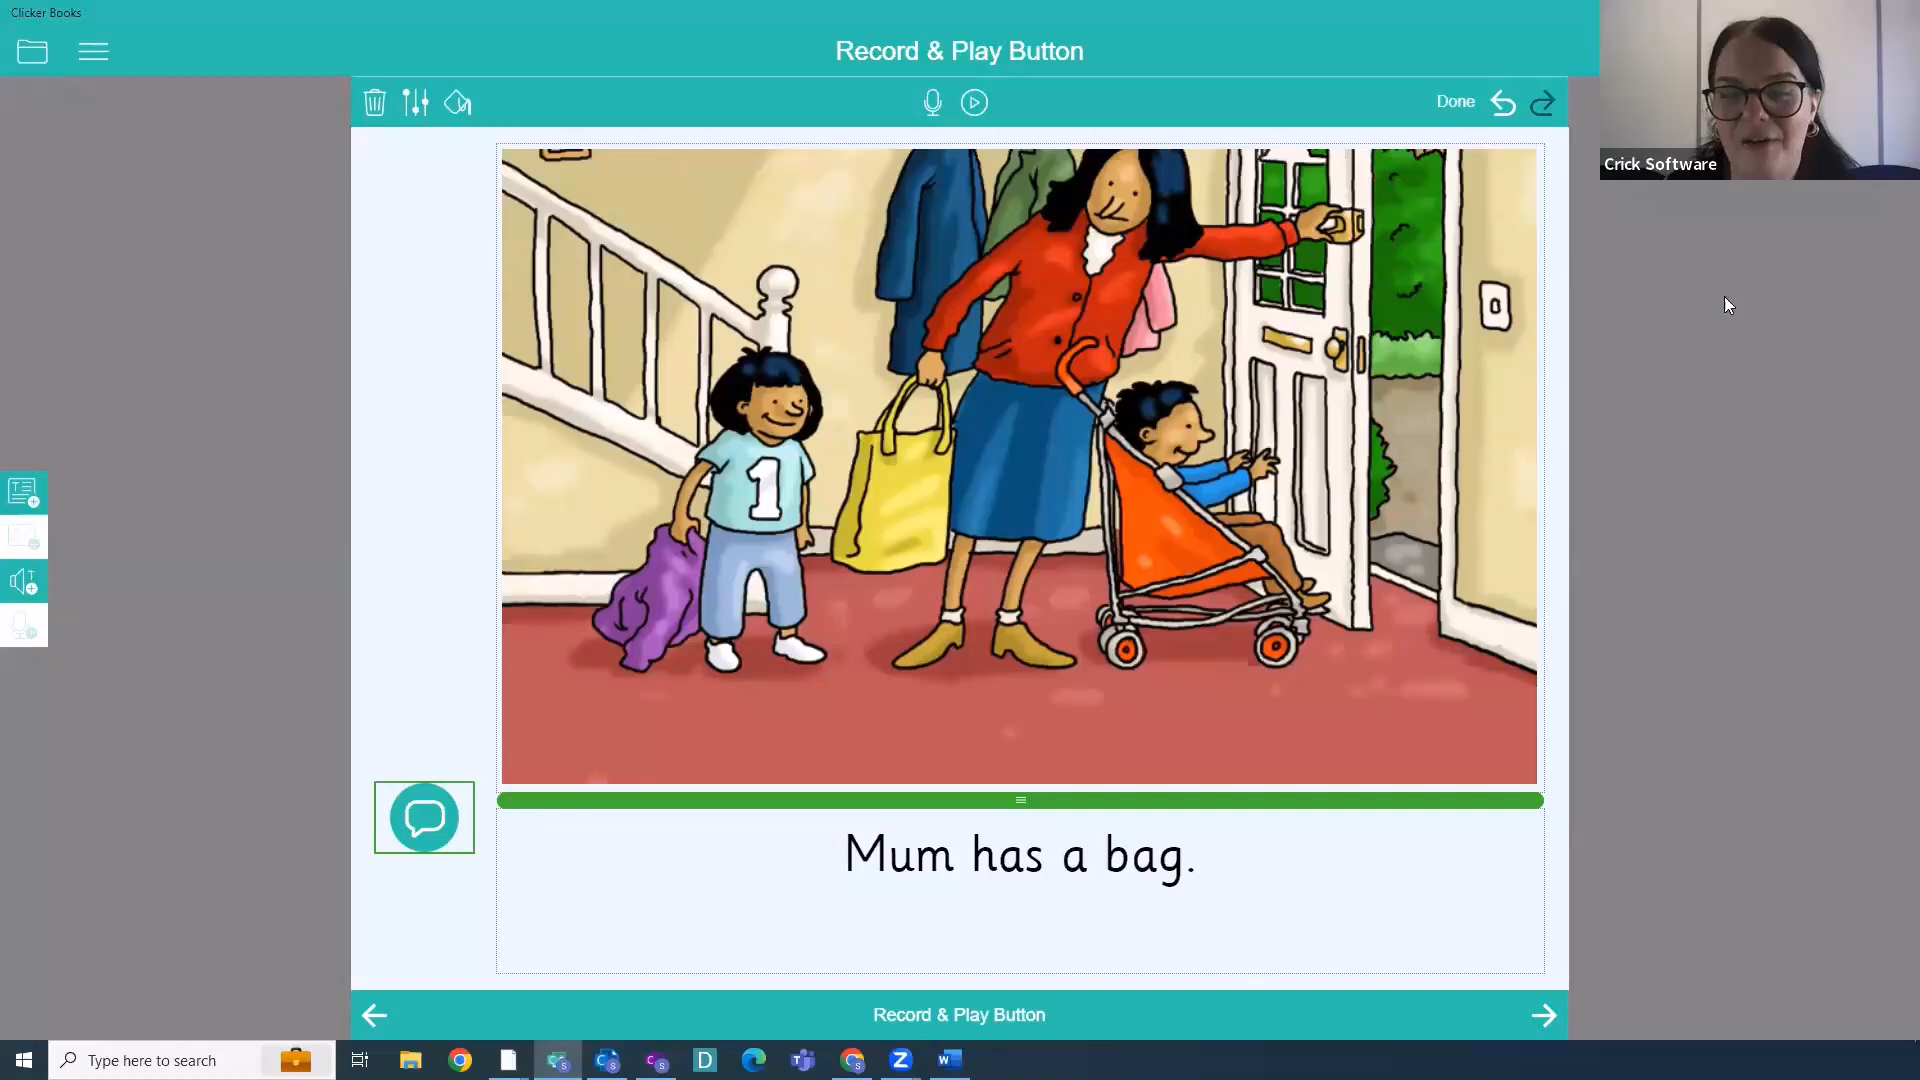 Clicker Books
Record & Play Button
Crick Software
Done
1
Mum has a bag.
Record & Play Button
Type here to search